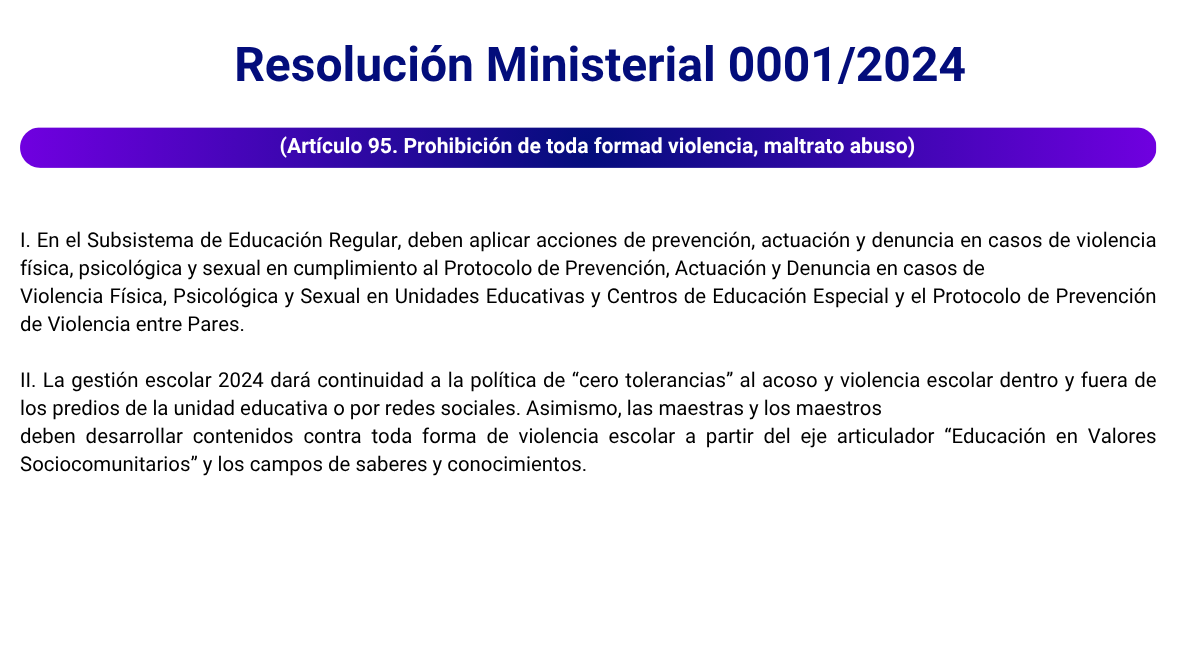 Resolución Ministerial 0001/2024
(Artículo 95. Prohibición de toda formad violencia, maltrato abuso)
I. En el Subsistema de Educación Regular, deben aplicar acciones de prevención, actuación y denuncia en casos de violencia
física, psicológica y sexual en cumplimiento al Protocolo de Prevención, Actuación y Denuncia en casos de
Violencia Física, Psicológica y Sexual en Unidades Educativas y Centros de Educación Especial y el Protocolo de Prevención
de Violencia entre Pares.
II. La gestión escolar 2024 dará continuidad a la política de “cero tolerancias” al acoso y violencia escolar dentro y fuera de
los predios de la unidad educativa o por redes sociales. Asimismo, las maestras y los maestros
deben desarrollar contenidos contra toda forma de violencia escolar a partir del eje articulador “Educación en Valores
Sociocomunitarios” y los campos de saberes y conocimientos.